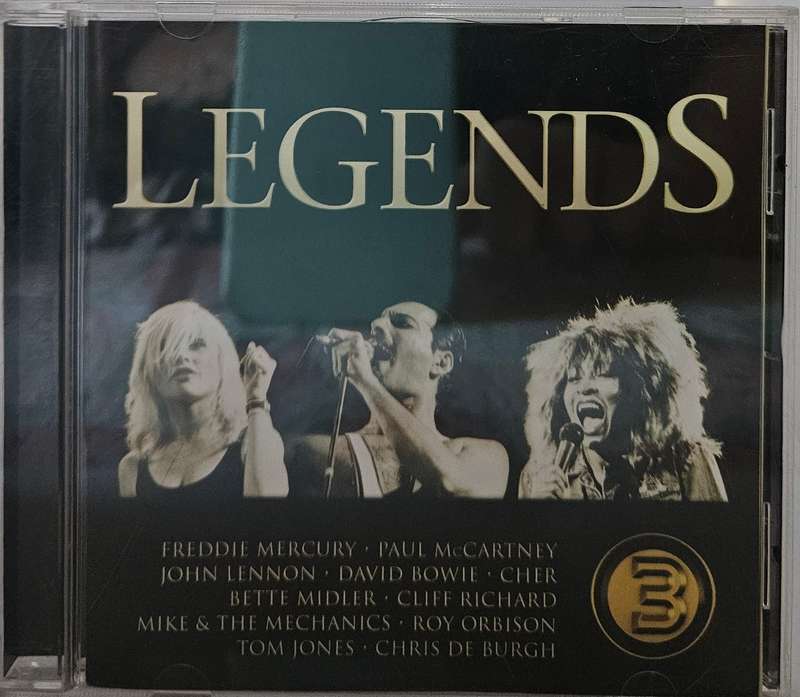 LEGENDS
FREDDIE MERCURY · PAUL McCARTNEY
JOHN LENNON · DAVID BOWIE · CHER
BETTE MIDLER · CLIFF RICHARD
MIKE & THE MECHANICS · ROY ORBISON
TOM JONES · CHRIS DE BURGH
3